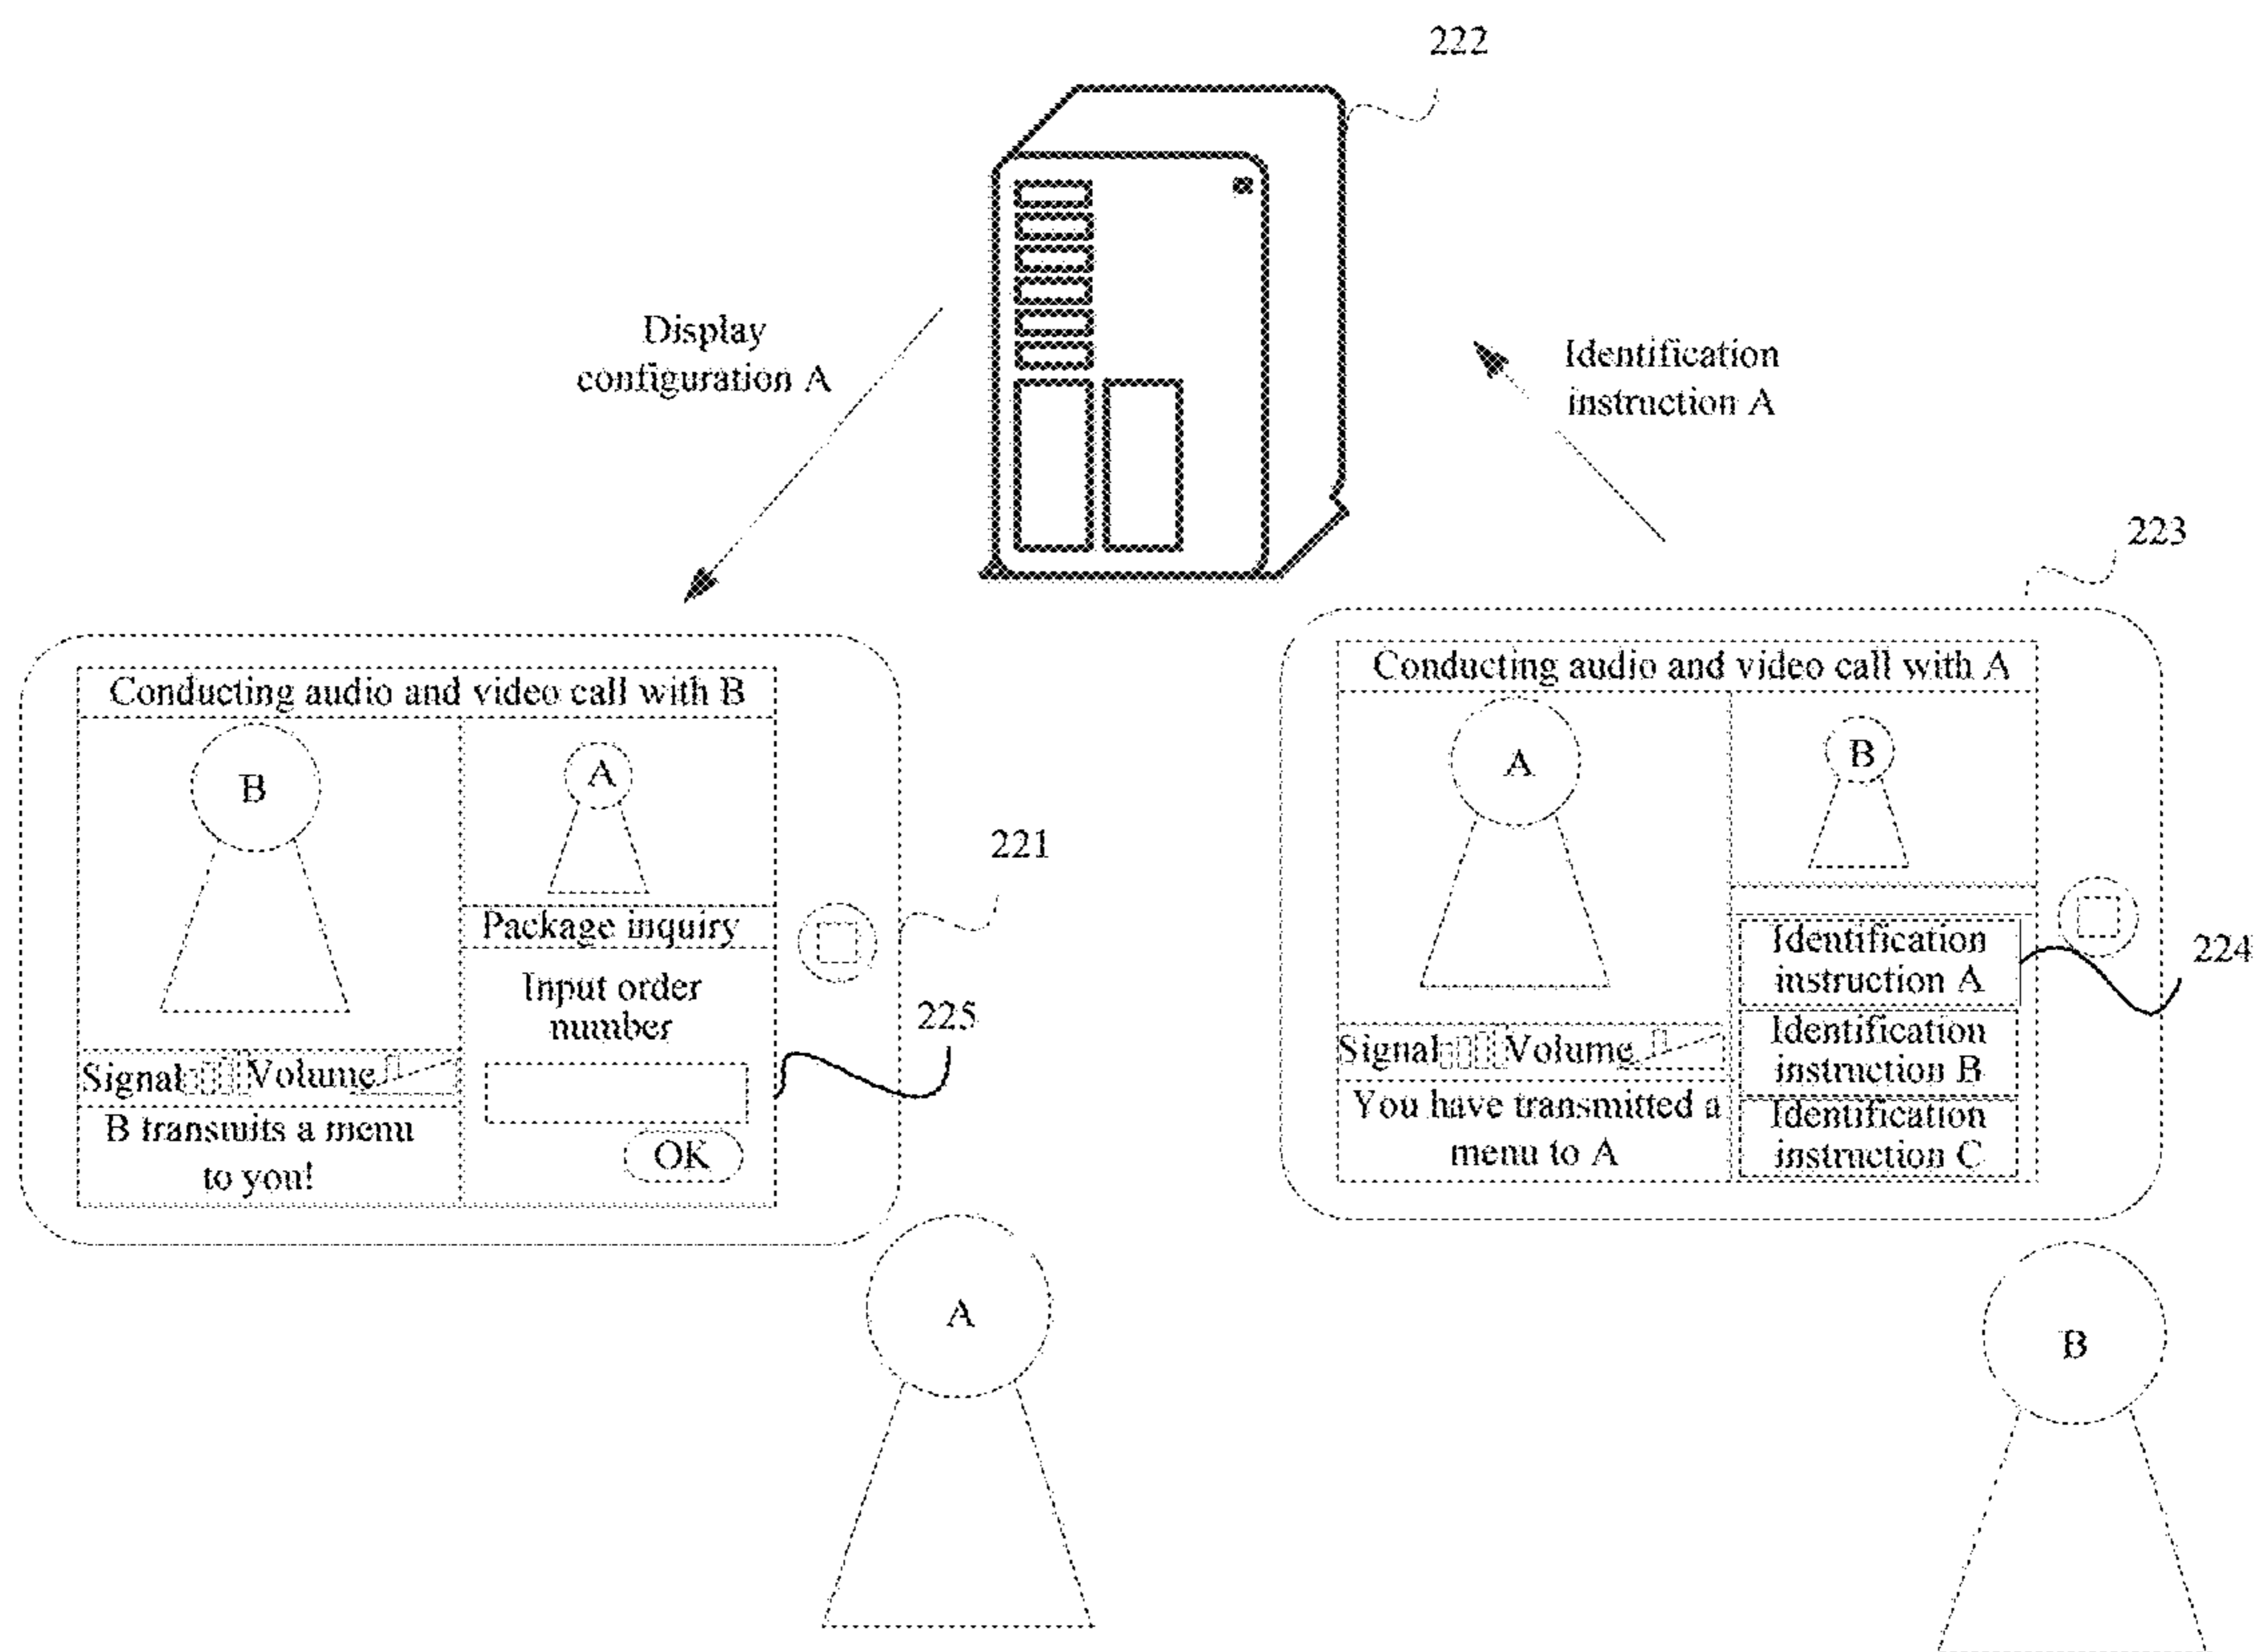 222
Display
configuration A
Identification
instruction A
223
Conducting audio and video call with B
B
A
Package inquiry
Input order
number
Signal
Volume
OK
B transmits a menu
to you!
221
225
Conducting audio and video call with A
A
B
Identification
instruction A
Identification
instruction B
Identification
instruction C
Signal
Volume
You have transmitted a
menu to A
224
A
B